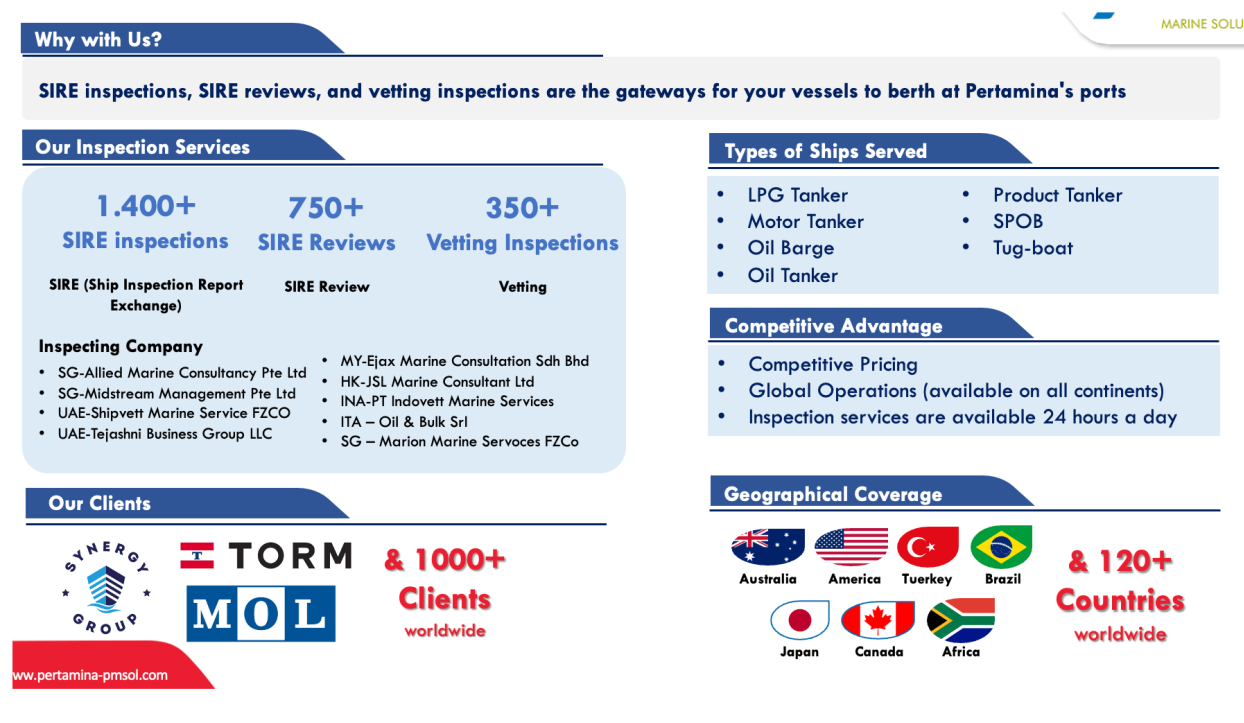 MARINE SOLU
Why with Us?
SIRE inspections, SIRE reviews, and vetting inspections are the gateways for your vessels to berth at Pertamina's ports
Our Inspection Services
1.400+
SIRE inspections
750+
SIRE Reviews
350+
Vetting Inspections
SIRE (Ship Inspection Report
Exchange)
SIRE Review
Vetting
Inspecting Company
• SG-Allied Marine Consultancy Pte Ltd
• SG-Midstream Management Pte Ltd
• UAE-Shipvett Marine Service FZCO
• UAE-Tejashni Business Group LLC
• MY-Ejax Marine Consultation Sdh Bhd
• HK-JSL Marine Consultant Ltd
• INA-PT Indovett Marine Services
• ITA – Oil & Bulk Srl
• SG – Marion Marine Servoces FZCo
Types of Ships Served
• LPG Tanker
• Motor Tanker
• Oil Barge
• Oil Tanker
• Product Tanker
• SPOB
• Tug-boat
Competitive Advantage
• Competitive Pricing
• Global Operations (available on all continents)
• Inspection services are available 24 hours a day
Our Clients
SYNERGY
GROUP
T TORM
MOL
& 1000+
Clients
worldwide
Geographical Coverage
Australia
America
Tuerkey
Brazil
Japan
Canada
Africa
& 120+
Countries
worldwide
ww.pertamina-pmsol.com